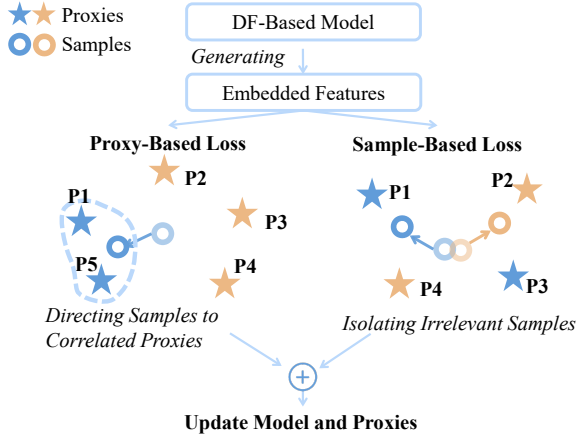 Proxies
Samples
DF-Based Model
Generating
Embedded Features
Proxy-Based Loss
Sample-Based Loss
P1
P2
P3
P4
P5
P1
P2
P3
P4
Directing Samples to
Correlated Proxies
Isolating Irrelevant Samples
Update Model and Proxies